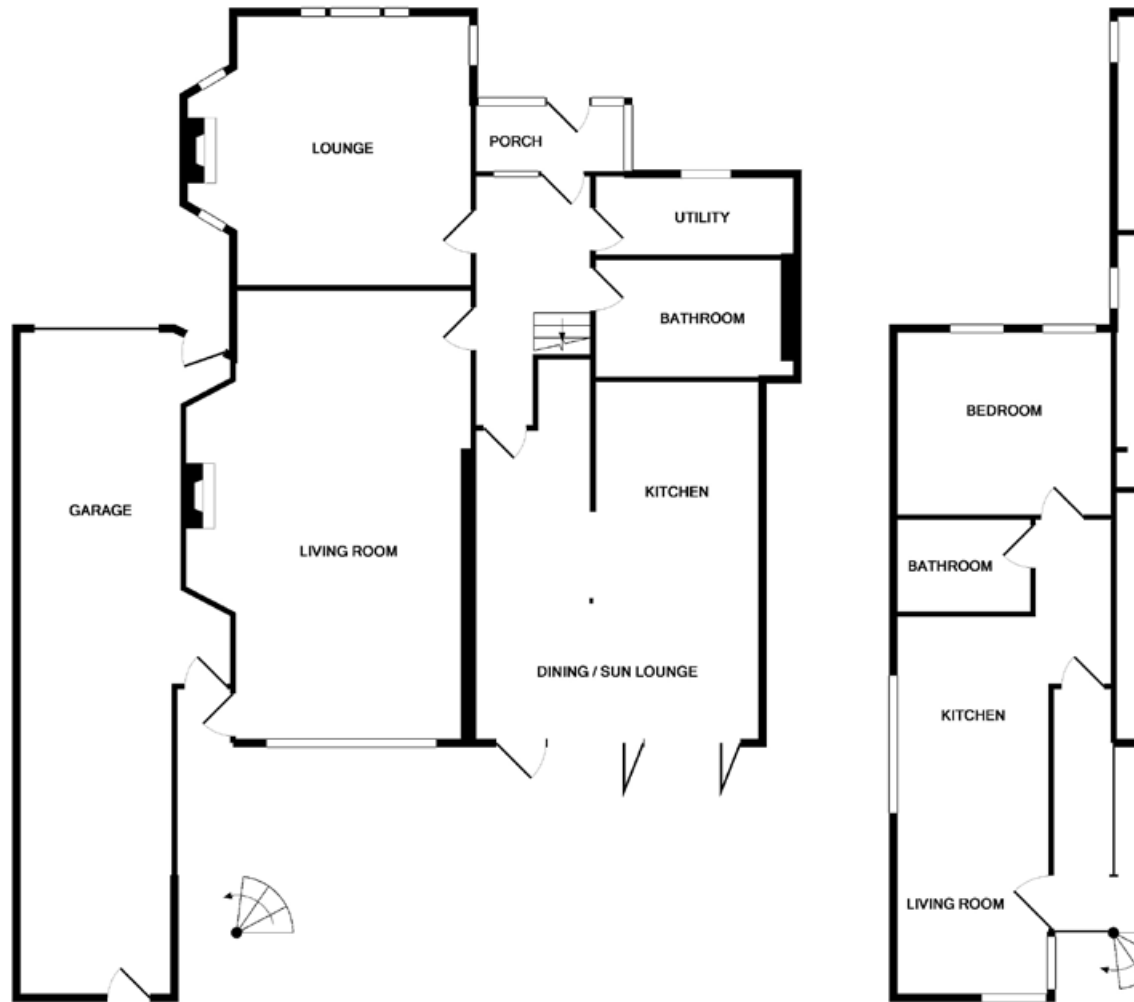 LOUNGE
PORCH
UTILITY
BATHROOM
GARAGE
KITCHEN
LIVING ROOM
DINING / SUN LOUNGE
BEDROOM
BATHROOM
KITCHEN
LIVING ROOM